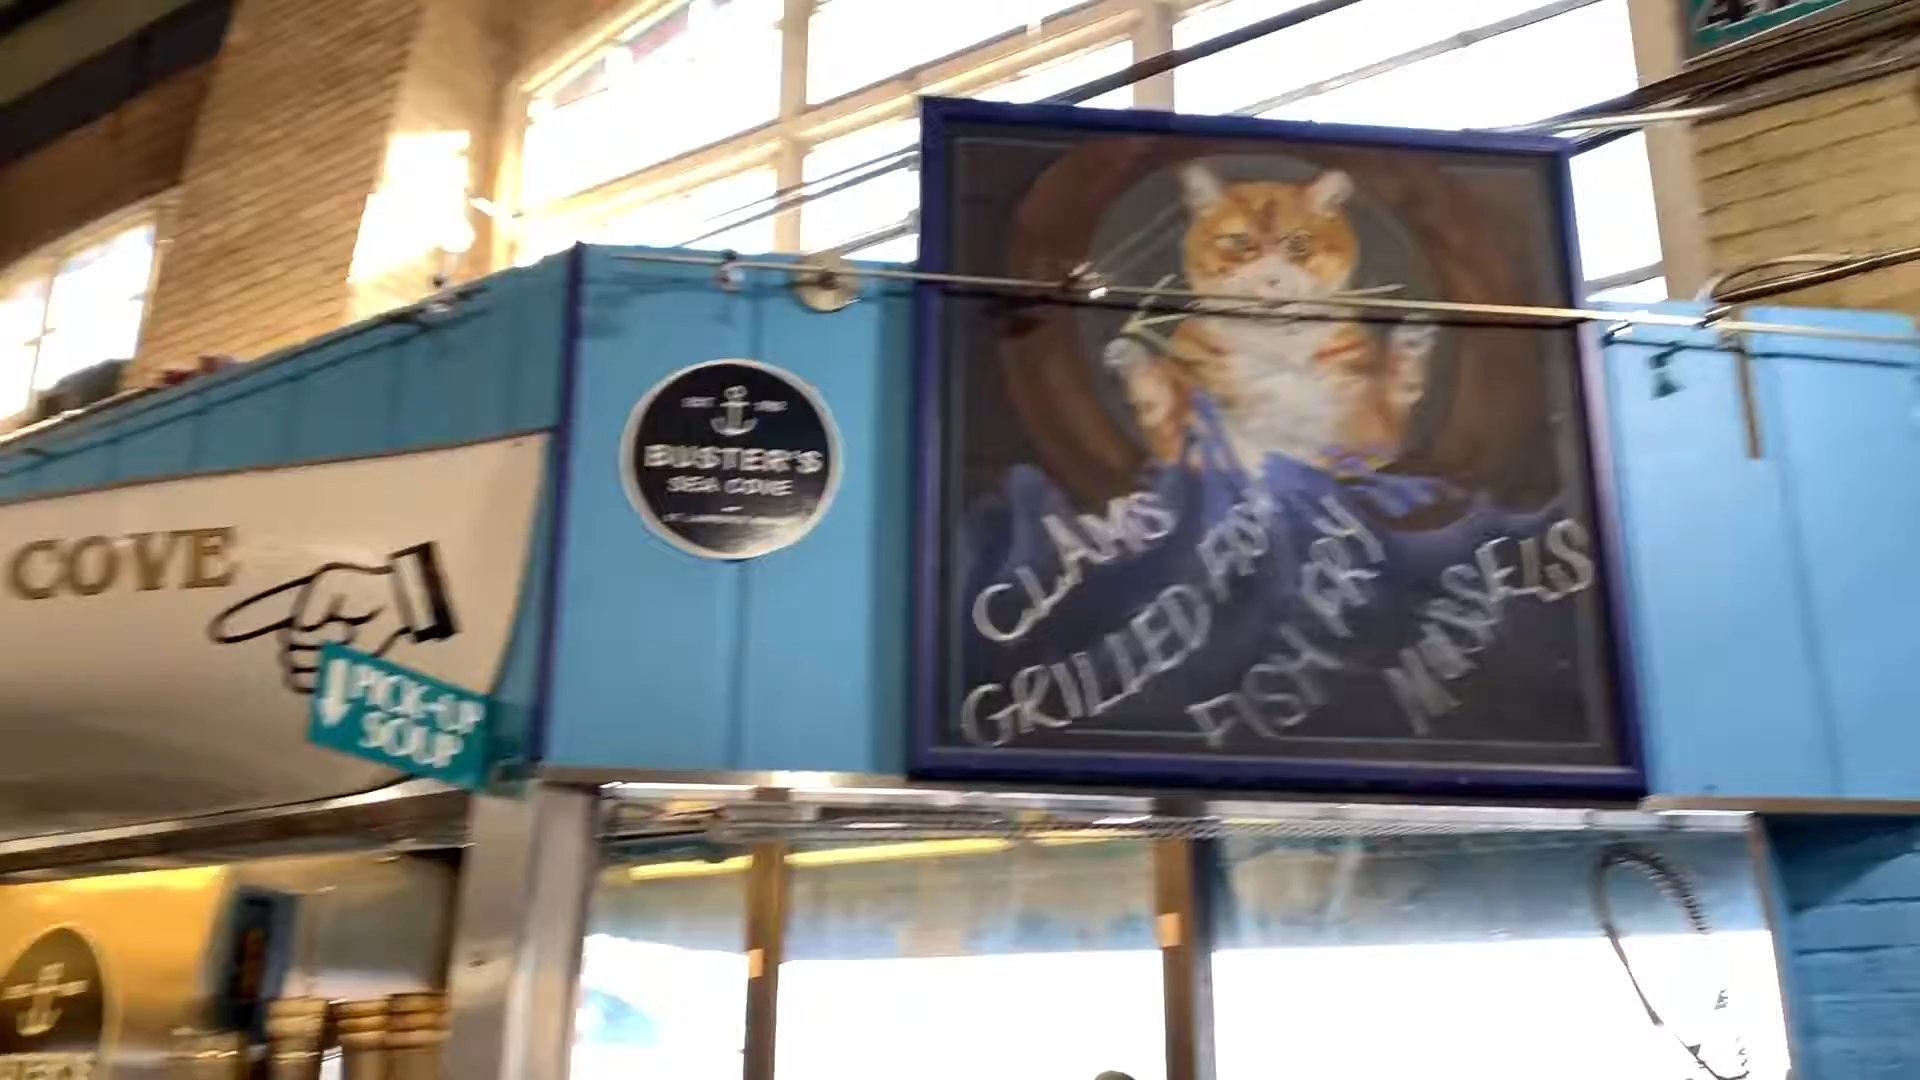 COVE
PICK-UP
SOUP
BUSTER'S
SEA COVE
CLAMS
GRILLED FISH
FISH FRY
MUSSELS